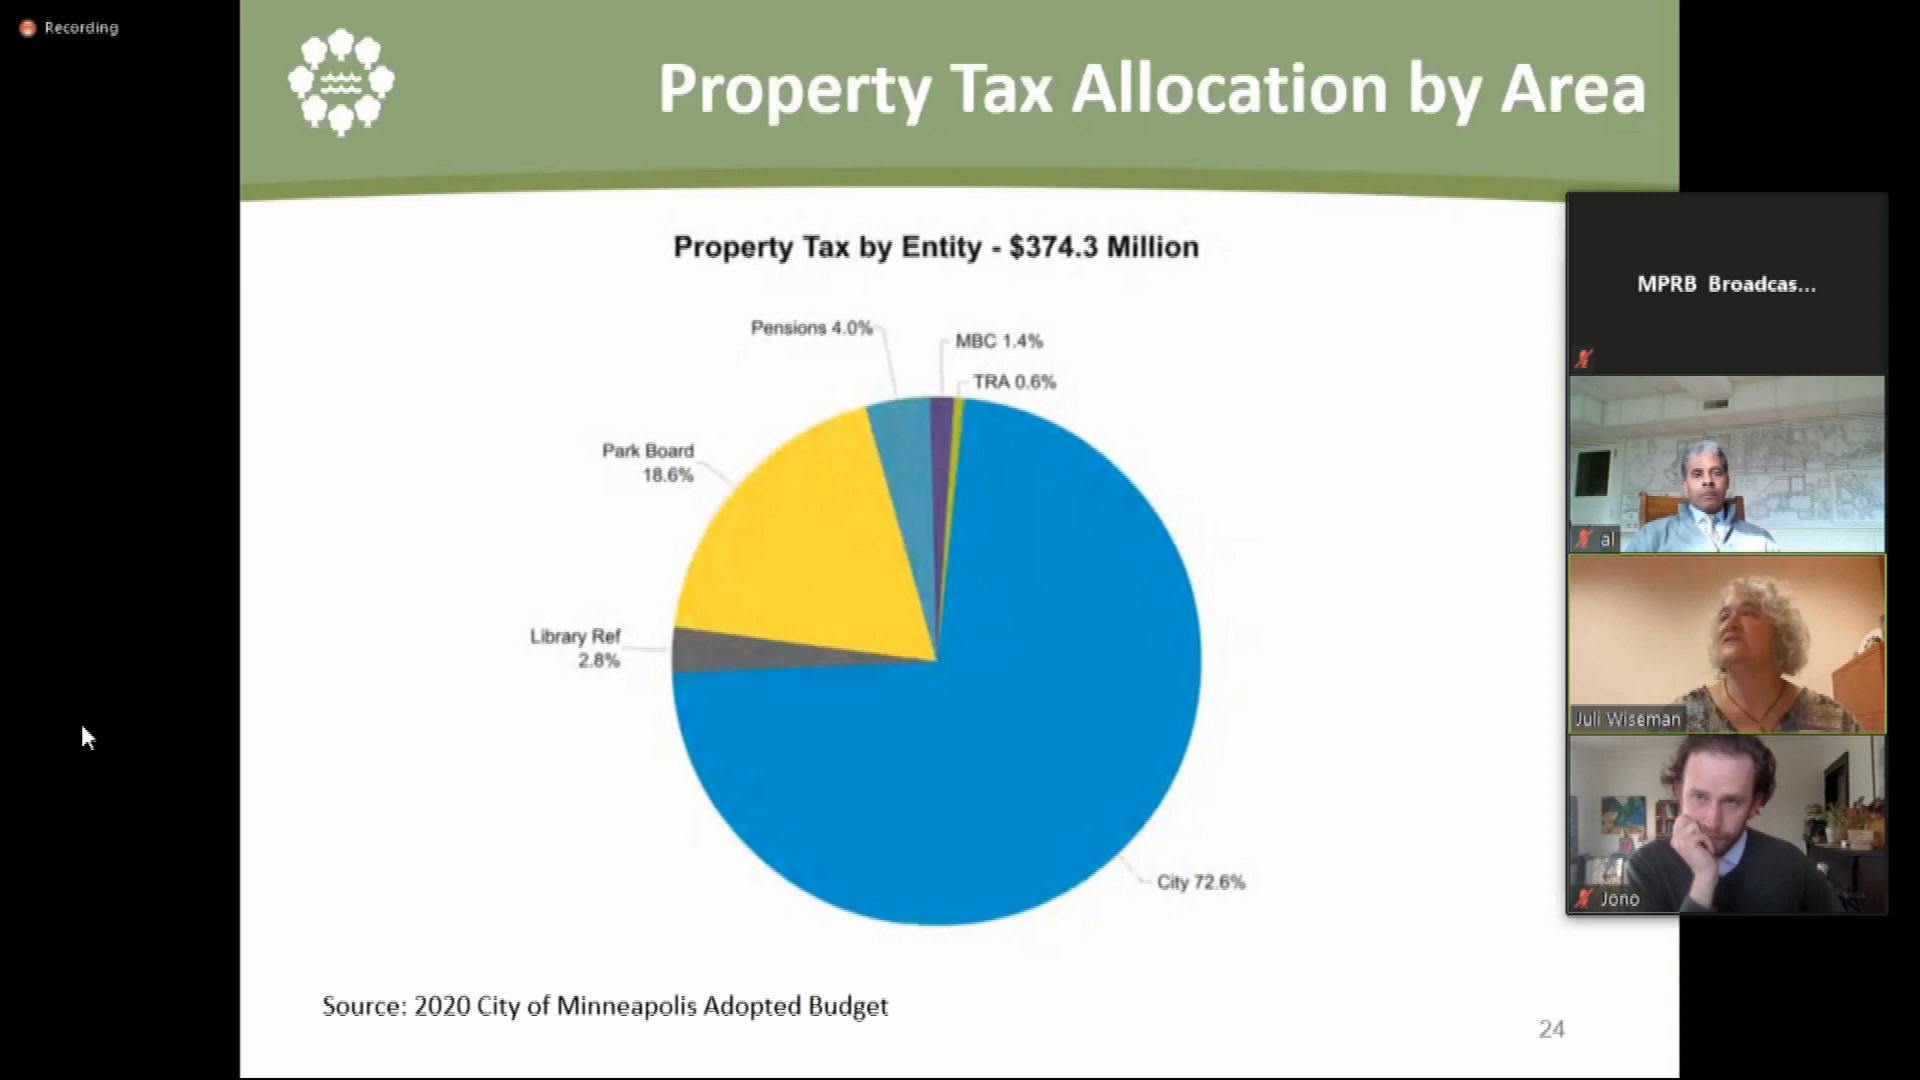 Recording
Property Tax Allocation by Area
Property Tax by Entity - $374.3 Million
Pensions 4.0%
MBC 1.4%
TRA 0.6%
Park Board
18.6%
Library Ref
2.8%
City 72.6%
Source: 2020 City of Minneapolis Adopted Budget
24
MPRB Broadcas...
al
Juli Wiseman
Jono